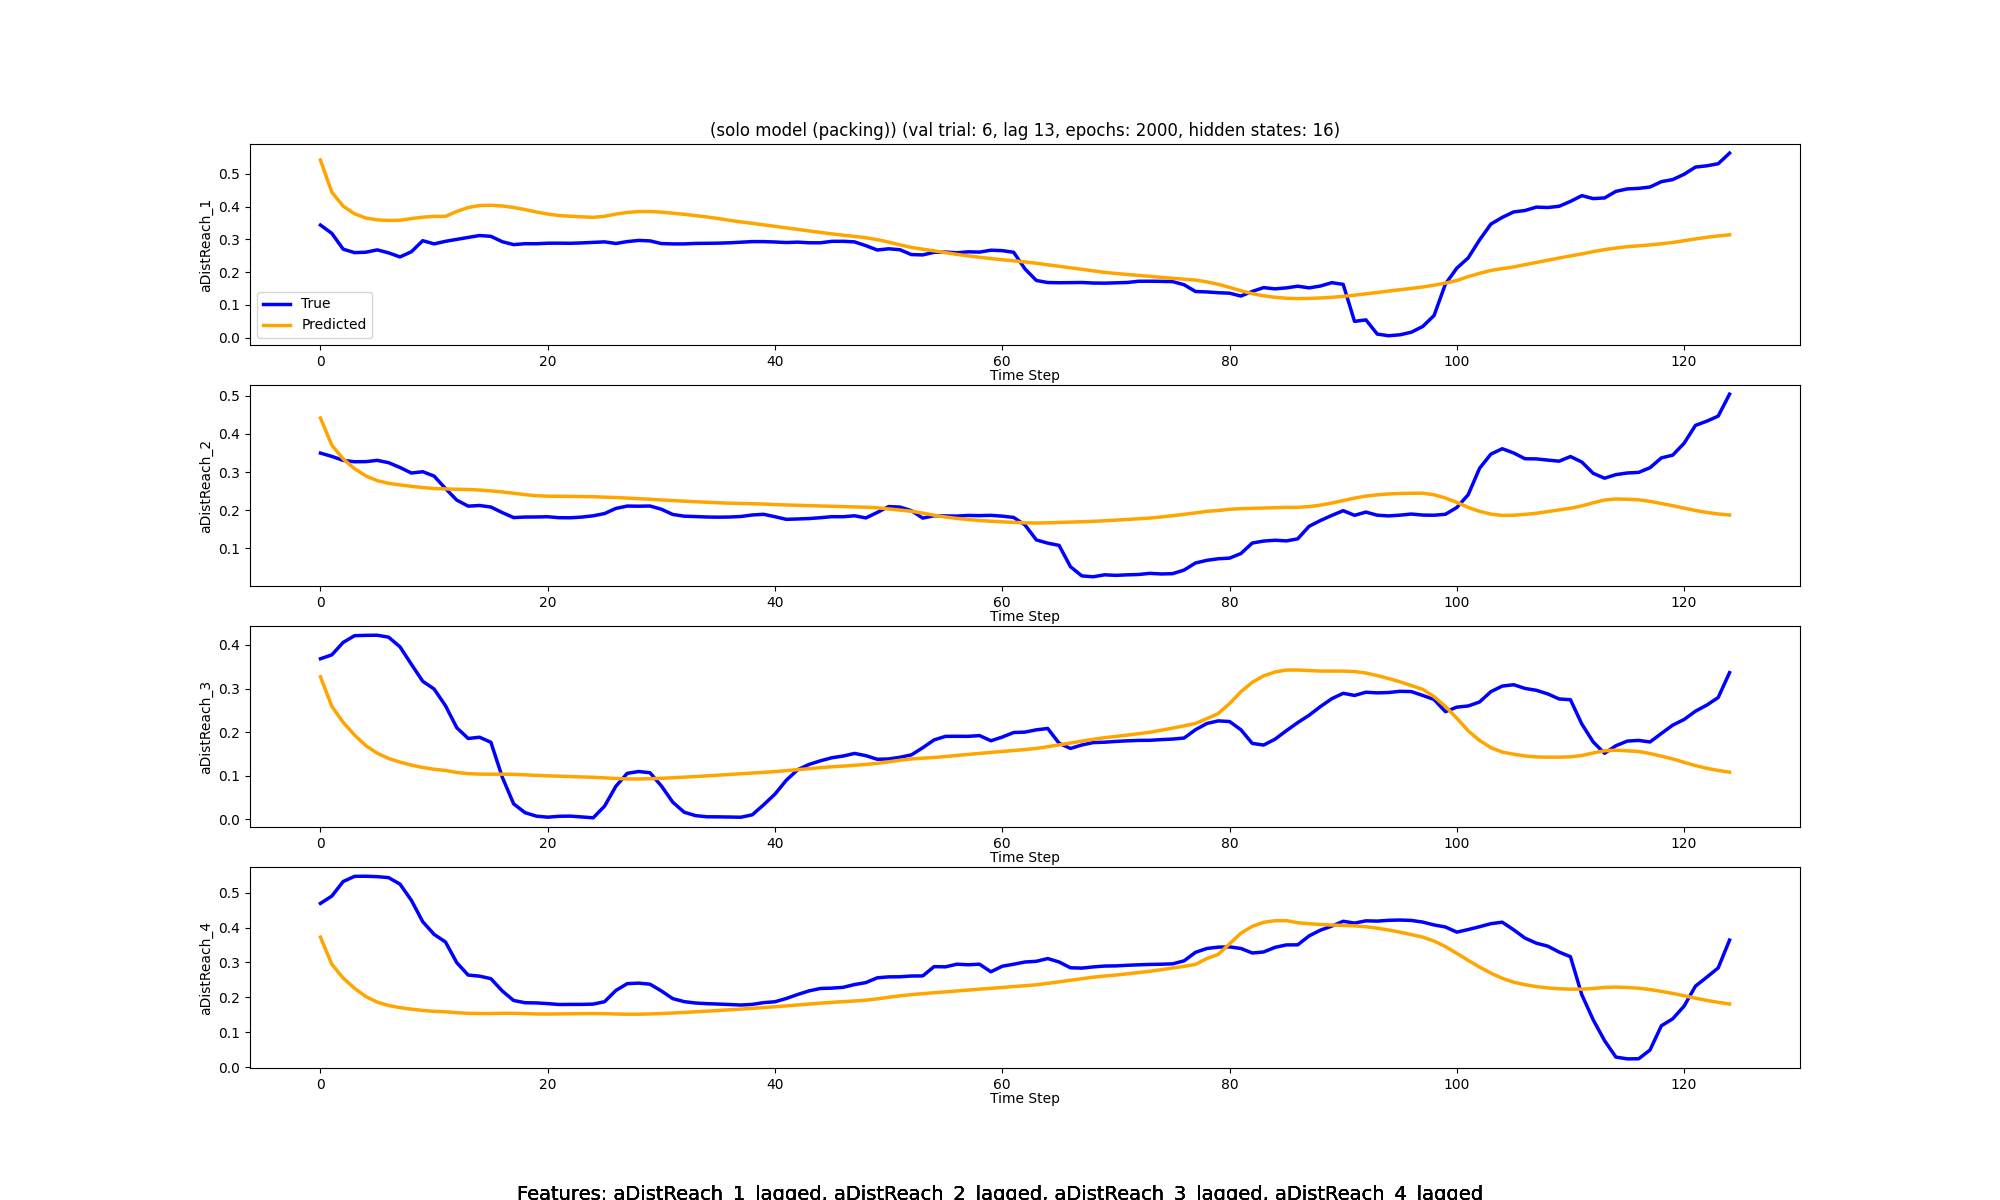 (solo model (packing)) (val trial: 6, lag 13, epochs: 2000, hidden states: 16)
0.5
0.4
0.3
0.2
0.1
0.0
aDistReach_1
True
Predicted
0 20 40 60 80 100 120
Time Step
0.5
0.4
0.3
0.2
0.1
aDistReach_2
0 20 40 60 80 100 120
Time Step
0.4
0.3
0.2
0.1
0.0
aDistReach_3
0 20 40 60 80 100 120
Time Step
0.5
0.4
0.3
0.2
0.1
0.0
aDistReach_4
0 20 40 60 80 100 120
Time Step
Features: aDistReach_1_lagged, aDistReach_2_lagged, aDistReach_3_lagged, aDistReach_4_lagged